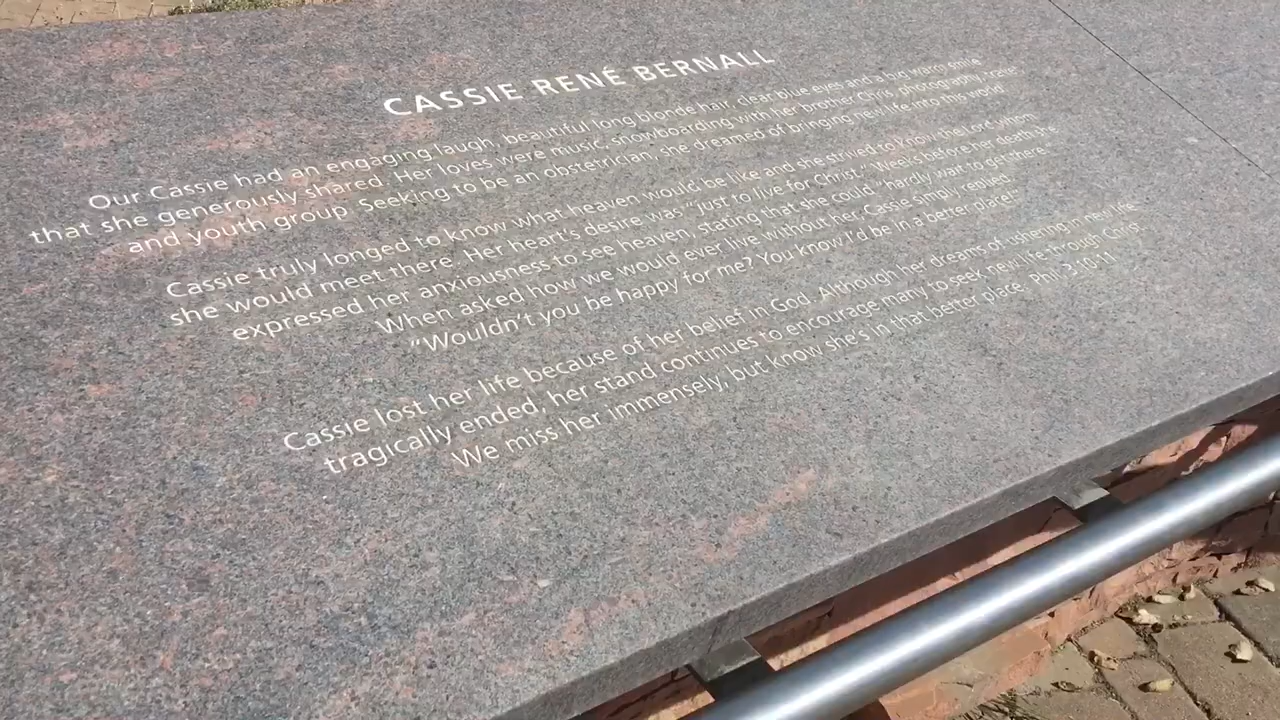 CASSIE RENÉ BERNALL
Our Cassie had an engaging laugh, beautiful long blonde hair, clear blue eyes and a big warm smile
that she generously shared. Her loves were music, snowboarding with her brother Chris, photography, travel
and youth group. Seeking to be an obstetrician, she dreamed of bringing new life into this world.
Cassie truly longed to know what heaven would be like and she strived to know the Lord whom
she would meet there. Her heart's desire was "just to live for Christ." Weeks before her death she
expressed her anxiousness to see heaven, stating that she could "hardly wait to get there."
When asked how we would ever live without her, Cassie simply replied,
"Wouldn't you be happy for me? You know I'd be in a better place!"
Cassie lost her life because of her belief in God. Although her dreams of ushering in new life
tragically ended, her stand continues to encourage many to seek new life through Christ.
We miss her immensely, but know she's in that better place. Phil. 3:10-11